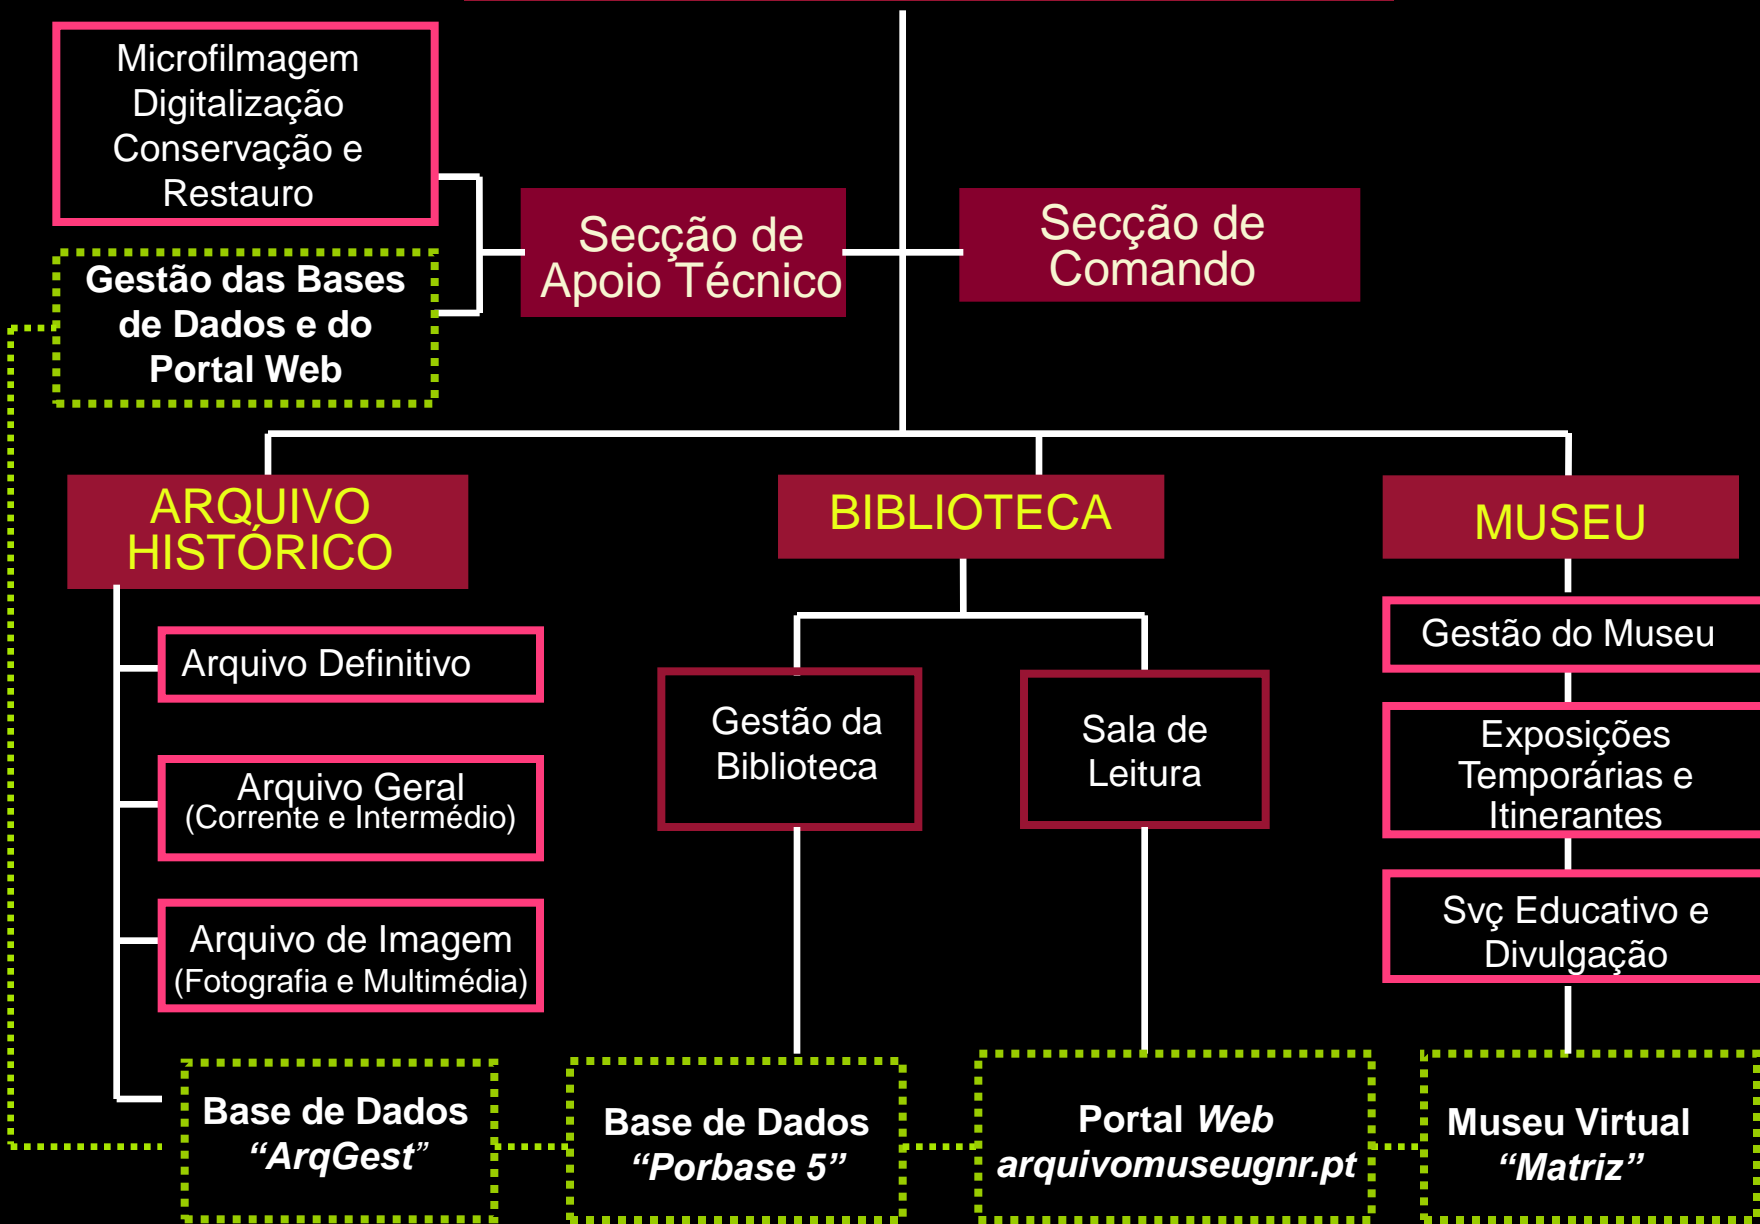 Microfilmagem
Digitalização
Conservação e
Restauro
Secção de
Apoio Técnico
Secção de
Comando
Gestão das Bases
de Dados e do
Portal Web
ARQUIVO
HISTÓRICO
BIBLIOTECA
MUSEU
Arquivo Definitivo
Arquivo Geral
(Corrente e Intermédio)
Arquivo de Imagem
(Fotografia e Multimédia)
Gestão da
Biblioteca
Sala de
Leitura
Gestão do Museu
Exposições
Temporárias e
Itinerantes
Svç Educativo e
Divulgação
Base de Dados
“ArqGest”
Base de Dados
“Porbase 5”
Portal Web
arquivomuseugnr.pt
Museu Virtual
“Matriz”